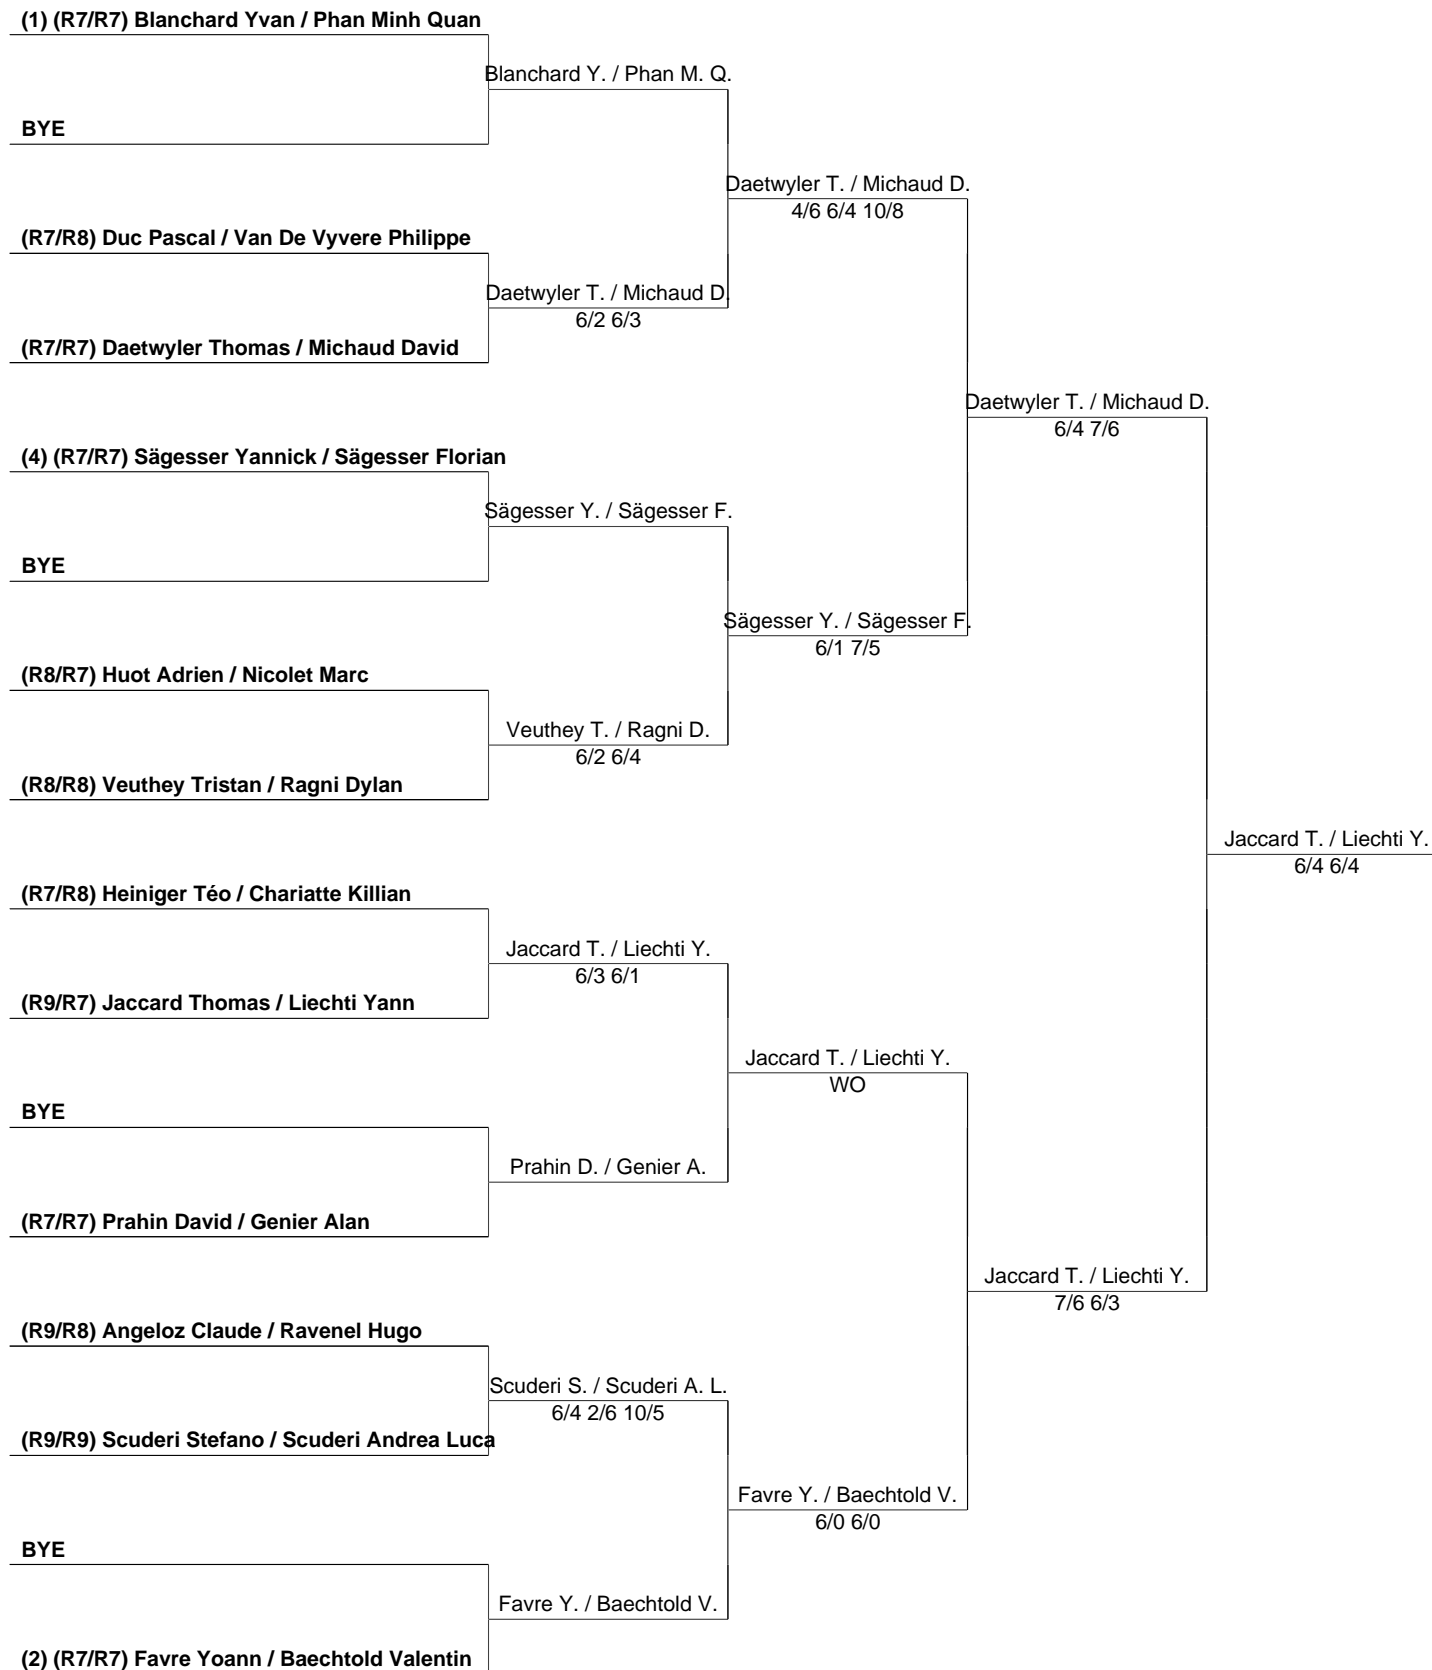 (1) (R7/R7) Blanchard Yvan / Phan Minh Quan
Blanchard Y. / Phan M. Q.
BYE
Daetwyler T. / Michaud D.
4/6 6/4 10/8
(R7/R8) Duc Pascal / Van De Vyvere Philippe
Daetwyler T. / Michaud D.
6/2 6/3
(R7/R7) Daetwyler Thomas / Michaud David
Daetwyler T. / Michaud D.
6/4 7/6
(4) (R7/R7) Sägesser Yannick / Sägesser Florian
Sägesser Y. / Sägesser F.
BYE
Sägesser Y. / Sägesser F.
6/1 7/5
(R8/R7) Huot Adrien / Nicolet Marc
Veuthey T. / Ragni D.
6/2 6/4
(R8/R8) Veuthey Tristan / Ragni Dylan
Jaccard T. / Liechti Y.
6/4 6/4
(R7/R8) Heiniger Téo / Chariatte Killian
Jaccard T. / Liechti Y.
6/3 6/1
(R9/R7) Jaccard Thomas / Liechti Yann
Jaccard T. / Liechti Y.
WO
BYE
Prahin D. / Genier A.
(R7/R7) Prahin David / Genier Alan
Jaccard T. / Liechti Y.
7/6 6/3
(R9/R8) Angeloz Claude / Ravenel Hugo
Scuderi S. / Scuderi A. L.
6/4 2/6 10/5
(R9/R9) Scuderi Stefano / Scuderi Andrea Luca
Favre Y. / Baechtold V.
6/0 6/0
BYE
Favre Y. / Baechtold V.
(2) (R7/R7) Favre Yoann / Baechtold Valentin